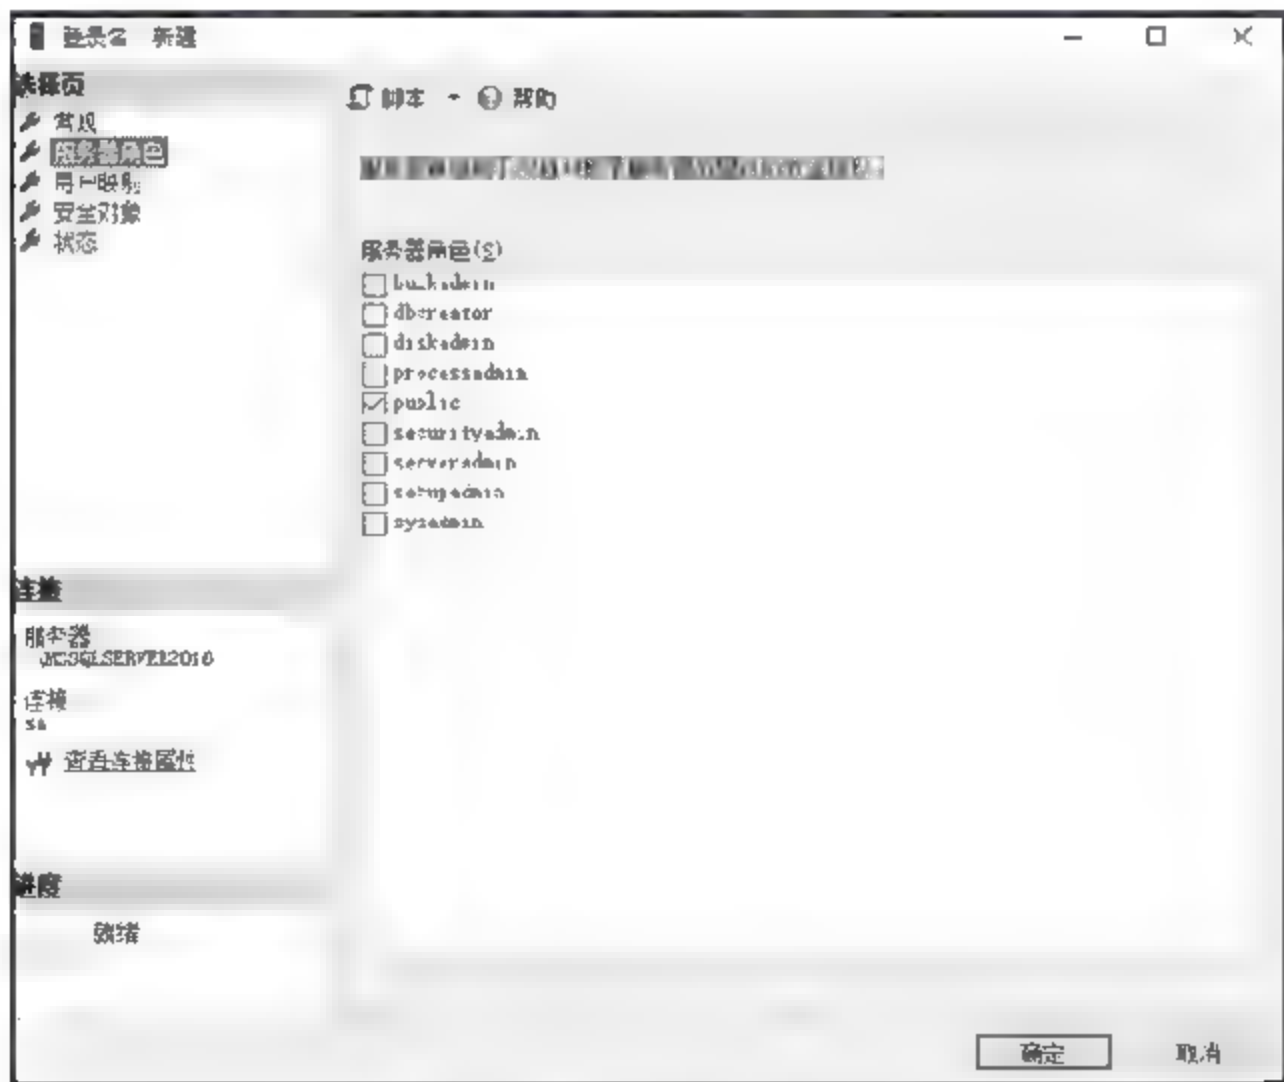 登录名 新建
选择页
常规
服务器角色
用户映射
安全对象
状态
脚本 帮助
服务器角色(S)
bulkadmin
dbcreator
diskadmin
processadmin
public
securityadmin
serveradmin
setupadmin
sysadmin
连接
服务器
连接
sa
查看连接属性
进度
就绪
确定 取消